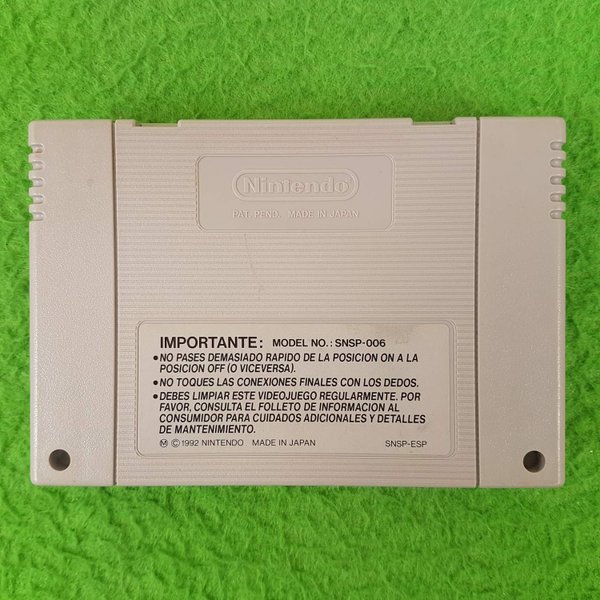 Nintendo
PAT. PEND. MADE IN JAPAN
IMPORTANTE: MODEL NO.: SNSP-006
• NO PASES DEMASIADO RAPIDO DE LA POSICION ON A LA
POSICION OFF (O VICEVERSA).
• NO TOQUES LAS CONEXIONES FINALES CON LOS DEDOS.
• DEBES LIMPIAR ESTE VIDEOJUEGO REGULARMENTE. POR
FAVOR, CONSULTA EL FOLLETO DE INFORMACION AL
CONSUMIDOR PARA CUIDADOS ADICIONALES Y DETALLES
DE MANTENIMIENTO.
Ⓜ © 1992 NINTENDO MADE IN JAPAN SNSP-ESP